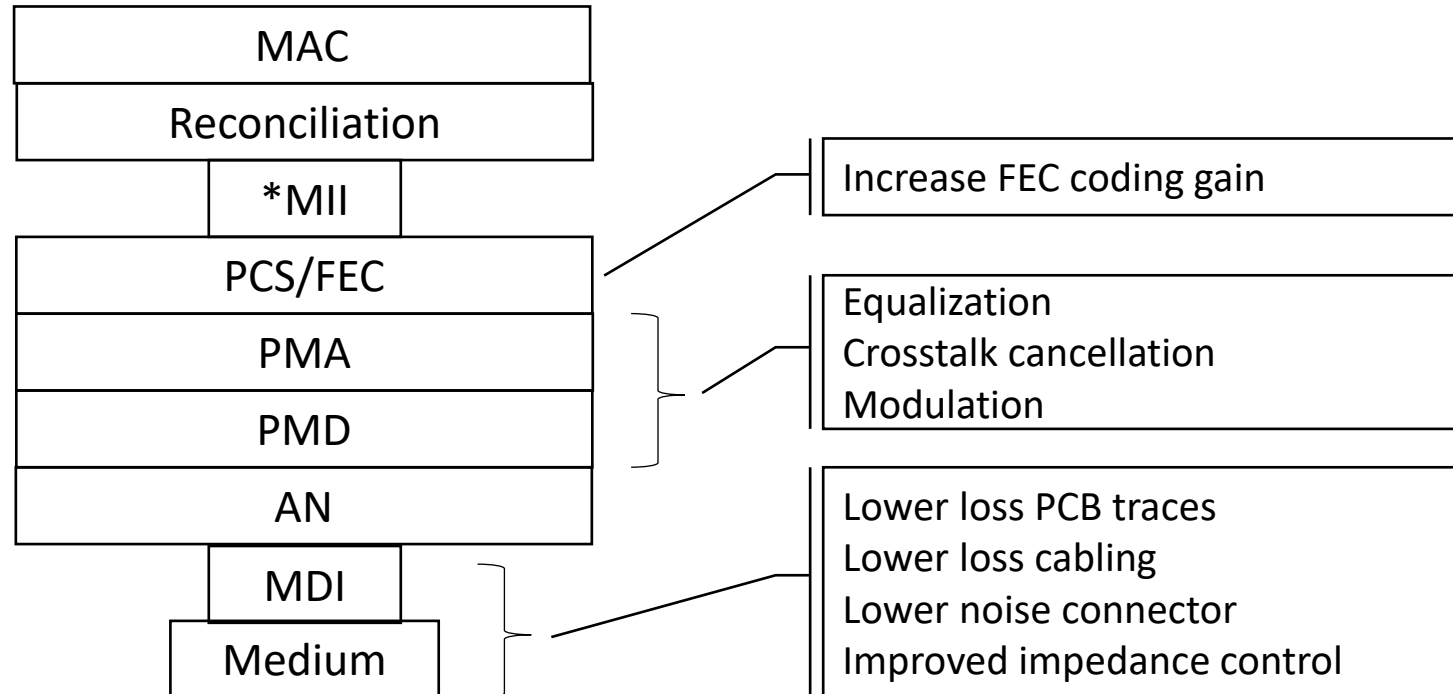 MAC
Reconciliation
*MII
PCS/FEC
PMA
PMD
AN
MDI
Medium
Increase FEC coding gain
Equalization
Crosstalk cancellation
Modulation
Lower loss PCB traces
Lower loss cabling
Lower noise connector
Improved impedance control